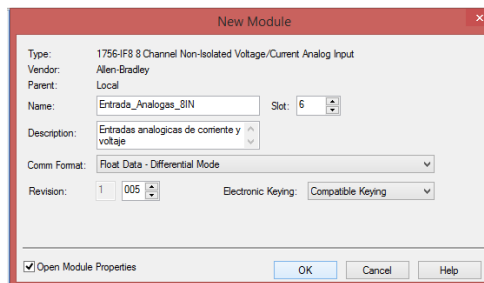 New Module
Type: 1756-IF8 8 Channel Non-Isolated Voltage/Current Analog Input
Vendor: Allen-Bradley
Parent: Local
Name: Entrada_Analogas_8IN Slot: 6
Description: Entradas analogicas de corriente y
voltaje
Comm Format: Float Data - Differential Mode
Revision: 1 005 Electronic Keying: Compatible Keying
Open Module Properties OK Cancel Help